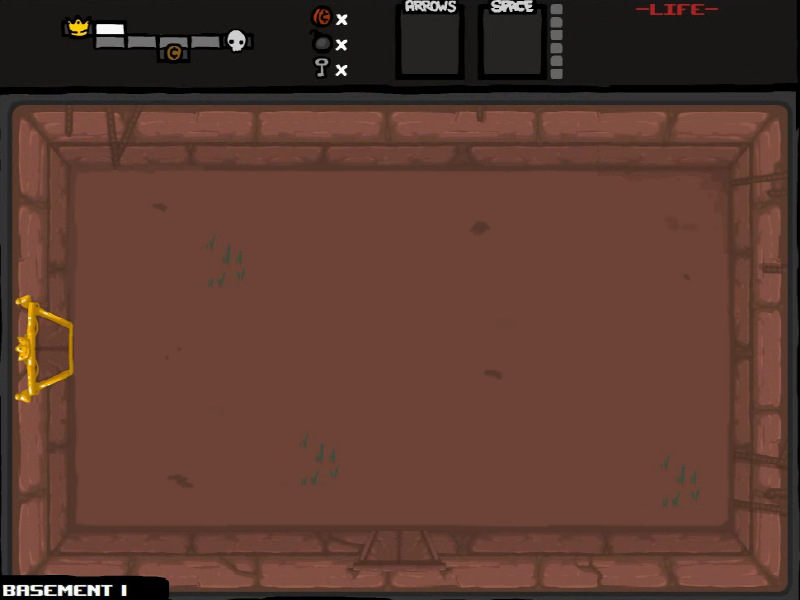 ARROWS
SPACE
-LIFE-
x
x
x
BASEMENT I